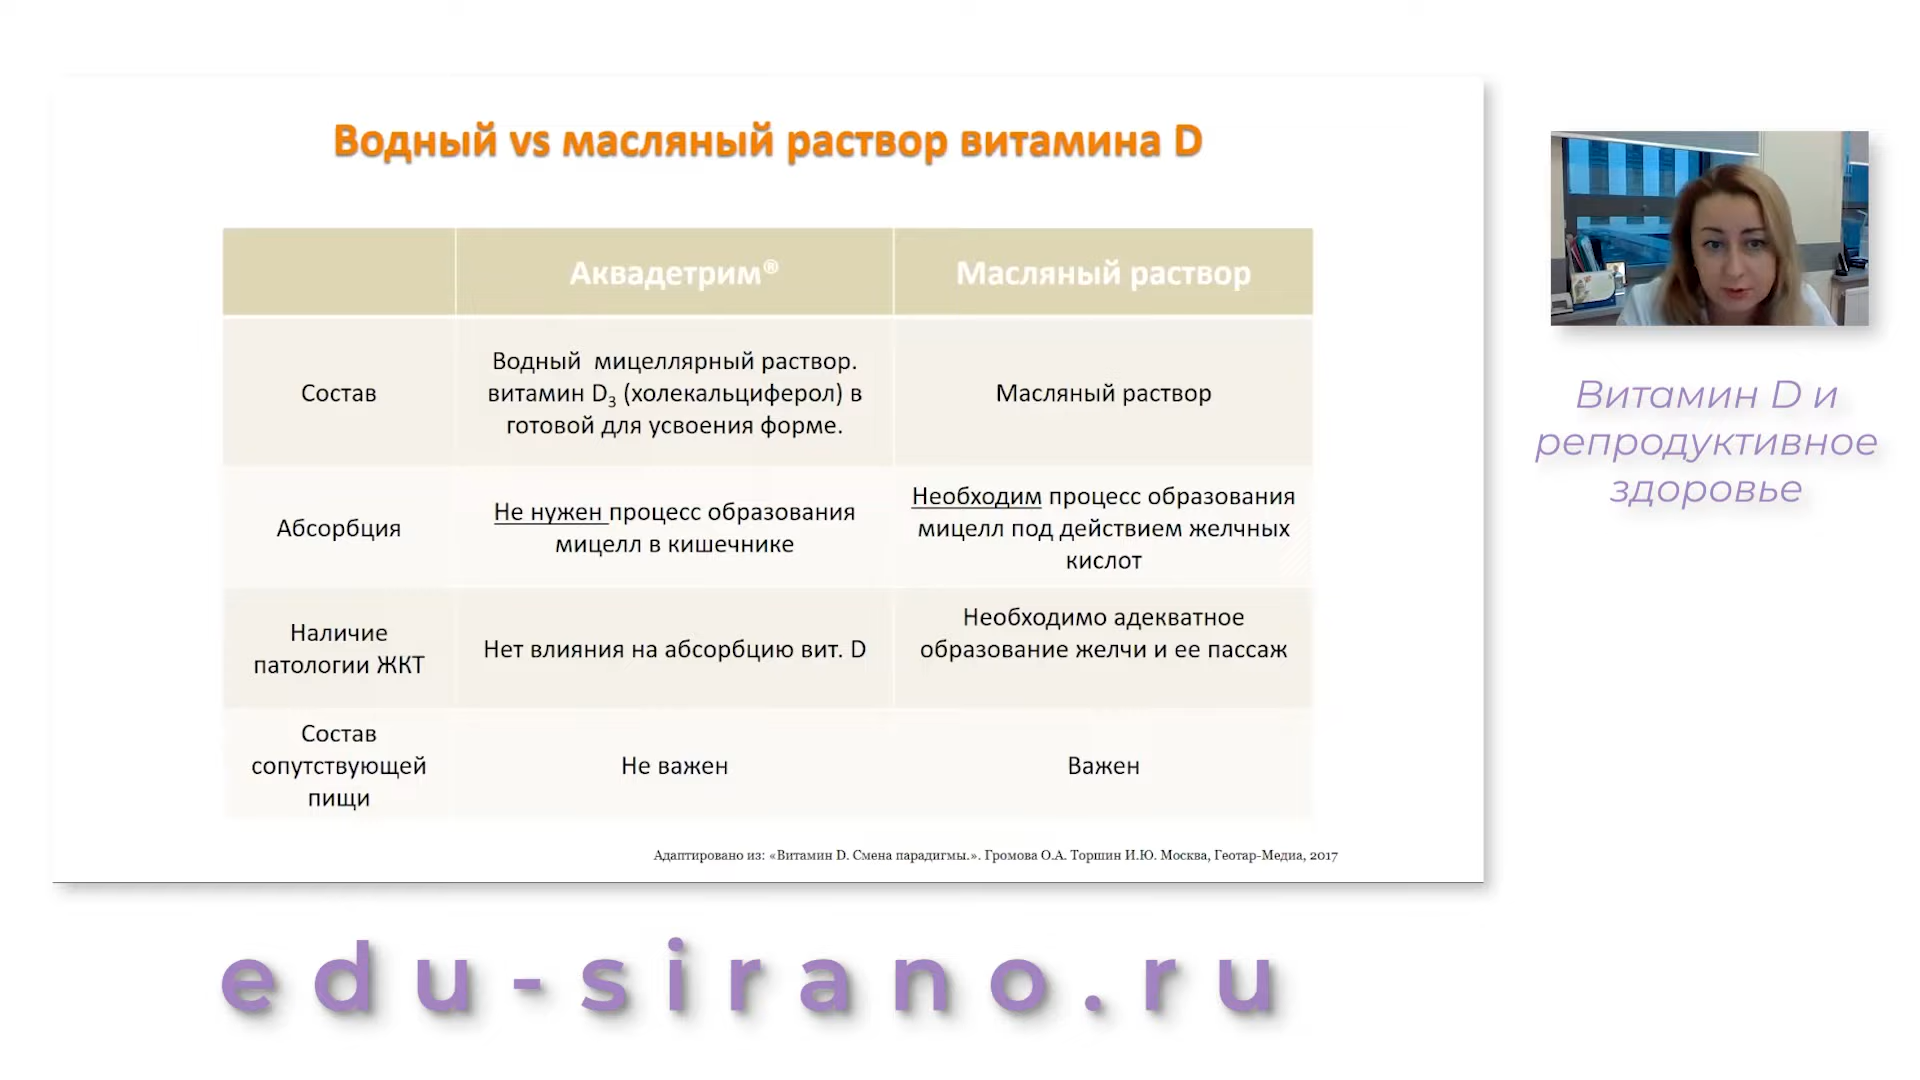 Водный vs масляный раствор витамина D
Аквадетрим®
Масляный раствор
Состав
Водный мицеллярный раствор.
витамин D₃ (холекальциферол) в
готовой для усвоения форме.
Масляный раствор
Абсорбция
Не нужен процесс образования
мицелл в кишечнике
Необходим процесс образования
мицелл под действием желчных
кислот
Наличие
патологии ЖКТ
Нет влияния на абсорбцию вит. D
Необходимо адекватное
образование желчи и ее пассаж
Состав
сопутствующей
пищи
Не важен
Важен
Адаптировано из: «Витамин D. Смена парадигмы.». Громова О.А. Торшин И.Ю. Москва, Геотар-Медиа, 2017
Витамин D и
репродуктивное
здоровье
edu-sirano.ru